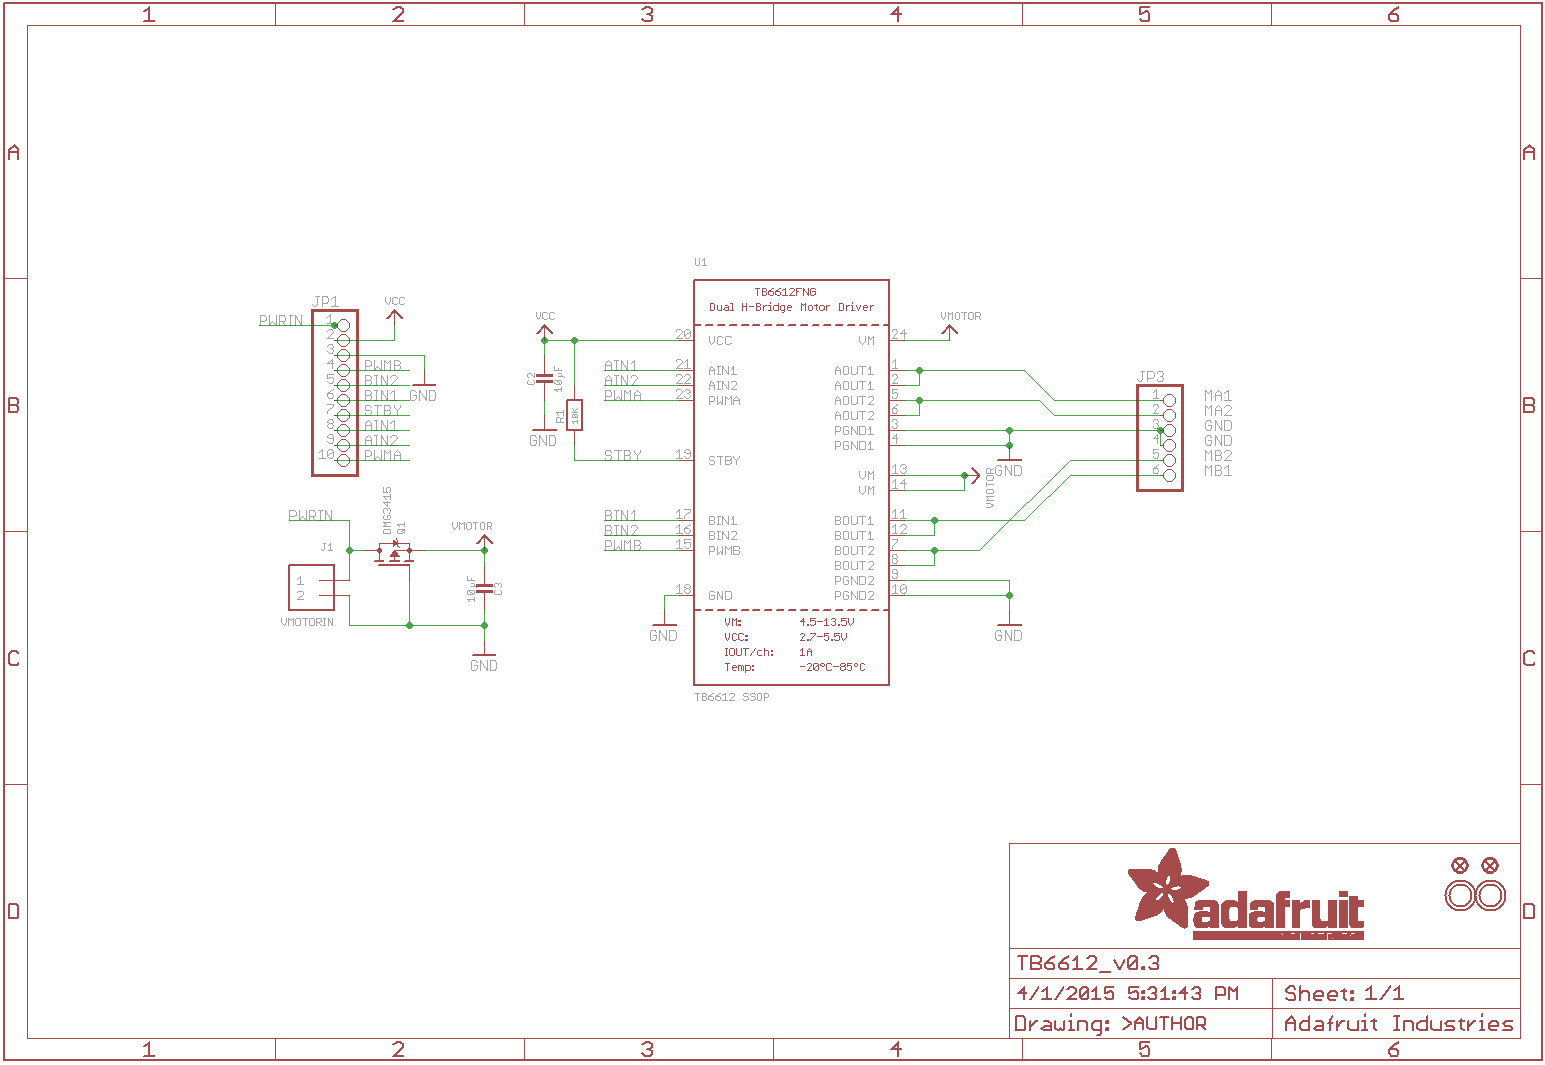 1 2 3 4 5 6
A A
B B
C C
D D
U1
TB6612FNG
Dual H-Bridge Motor Driver
JP1
VCC
PWRIN
1
2
3
4 PWMB
5 BIN2
6 BIN1
7 STBY
8 AIN1
9 AIN2
10 PWMA
GND
VCC
C2
10µF
GND
R1
10K
20 VCC
AIN1 21 AIN1
AIN2 22 AIN2
PWMA 23 PWMA
STBY 19 STBY
BIN1 17 BIN1
BIN2 16 BIN2
PWMB 15 PWMB
18 GND
GND
VM 24
VMOTOR
AOUT1 1
AOUT1 2
AOUT2 5
AOUT2 6
PGND1 3
PGND1 4
GND
VM 13
VM 14
VMOTOR
BOUT1 11
BOUT1 12
BOUT2 7
BOUT2 8
PGND2 9
PGND2 10
GND
VM: 4.5-13.5V
VCC: 2.7-5.5V
IOUT/ch: 1A
Temp: -20°C-85°C
TB6612 SSOP
JP3
1 MA1
2 MA2
3 GND
4 GND
5 MB2
6 MB1
PWRIN
DMG3415
Q1
VMOTOR
J1
1
2
VMOTORIN
10µF
C3
GND
adafruit
TB6612_v0.3
4/1/2015 5:31:43 PM
Sheet: 1/1
Drawing: >AUTHOR
Adafruit Industries
1 2 3 4 5 6